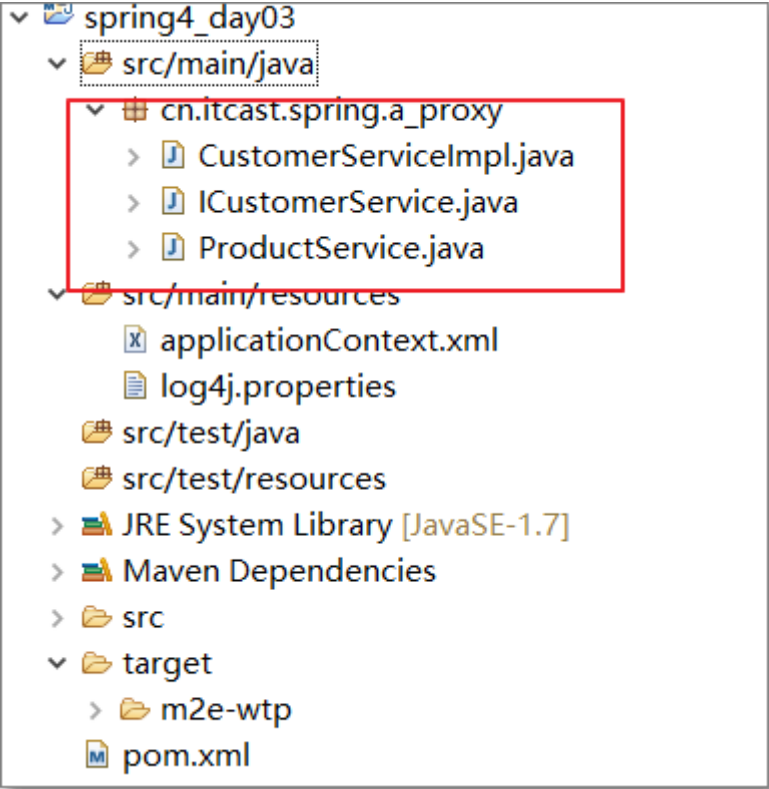 spring4_day03
src/main/java
cn.itcast.spring.a_proxy
CustomerServiceImpl.java
ICustomerService.java
ProductService.java
src/main/resources
applicationContext.xml
log4j.properties
src/test/java
src/test/resources
JRE System Library [JavaSE-1.7]
Maven Dependencies
src
target
m2e-wtp
pom.xml